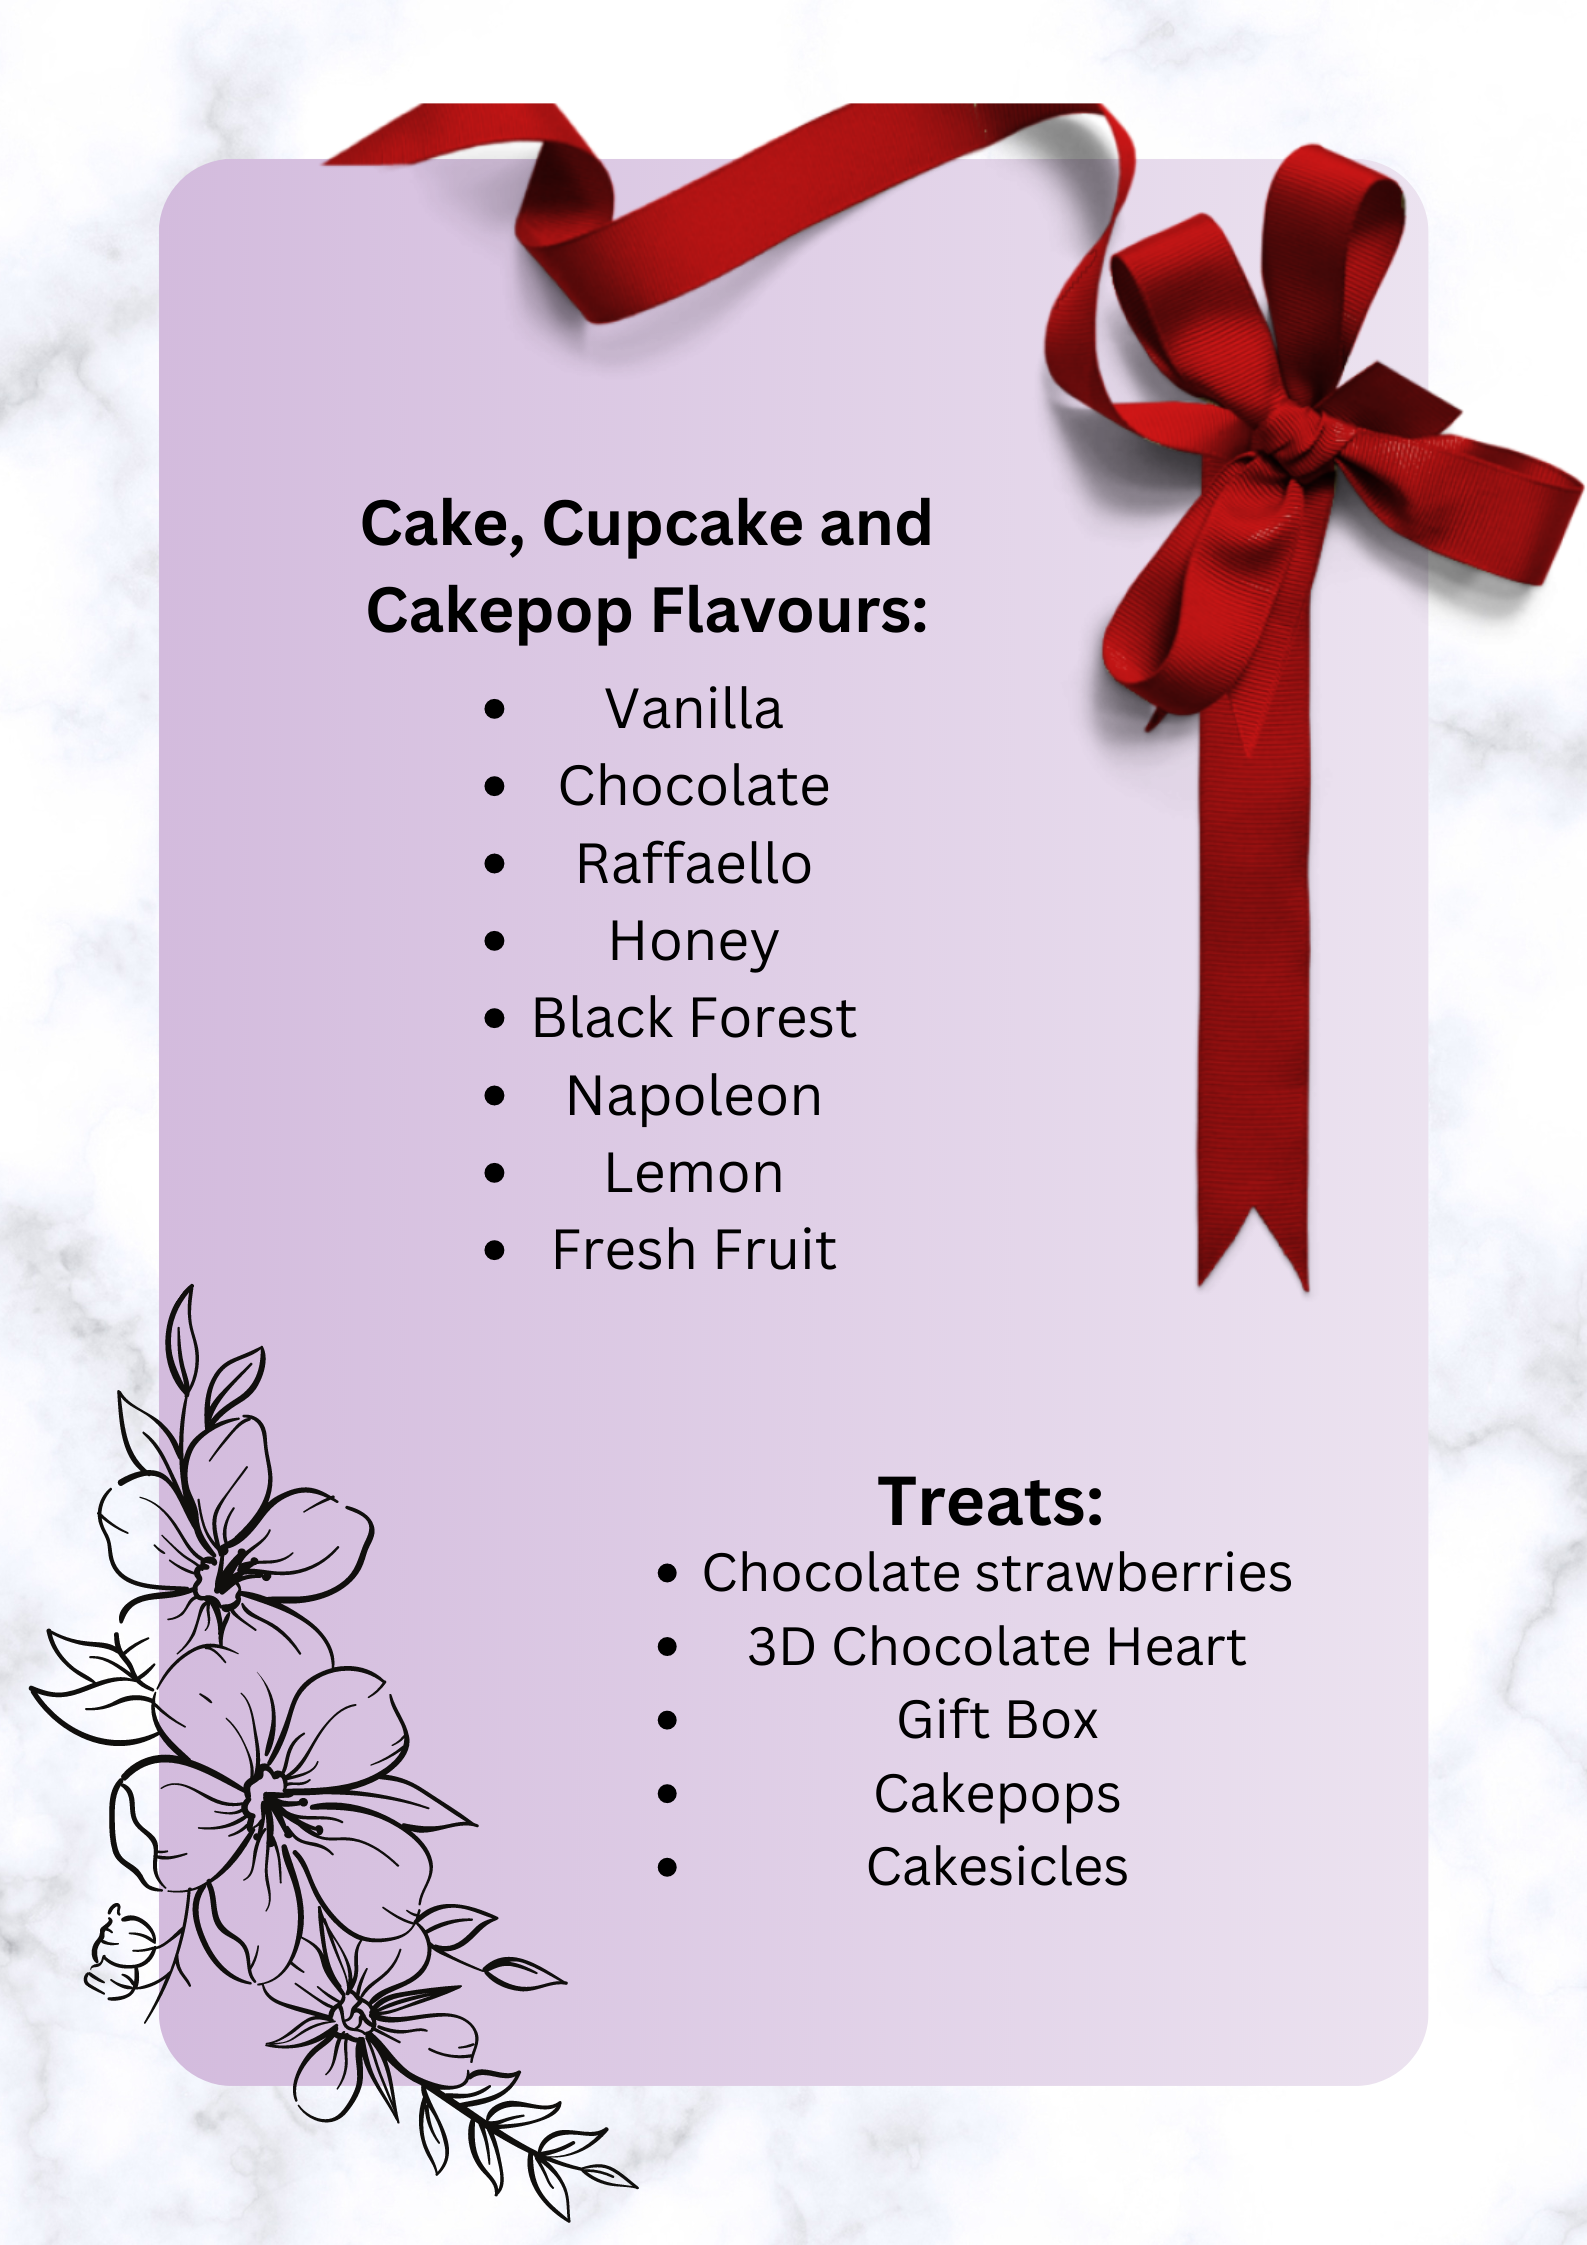 Cake, Cupcake and
Cakepop Flavours:
• Vanilla
• Chocolate
• Raffaello
• Honey
• Black Forest
• Napoleon
• Lemon
• Fresh Fruit
Treats:
• Chocolate strawberries
• 3D Chocolate Heart
• Gift Box
• Cakepops
• Cakesicles